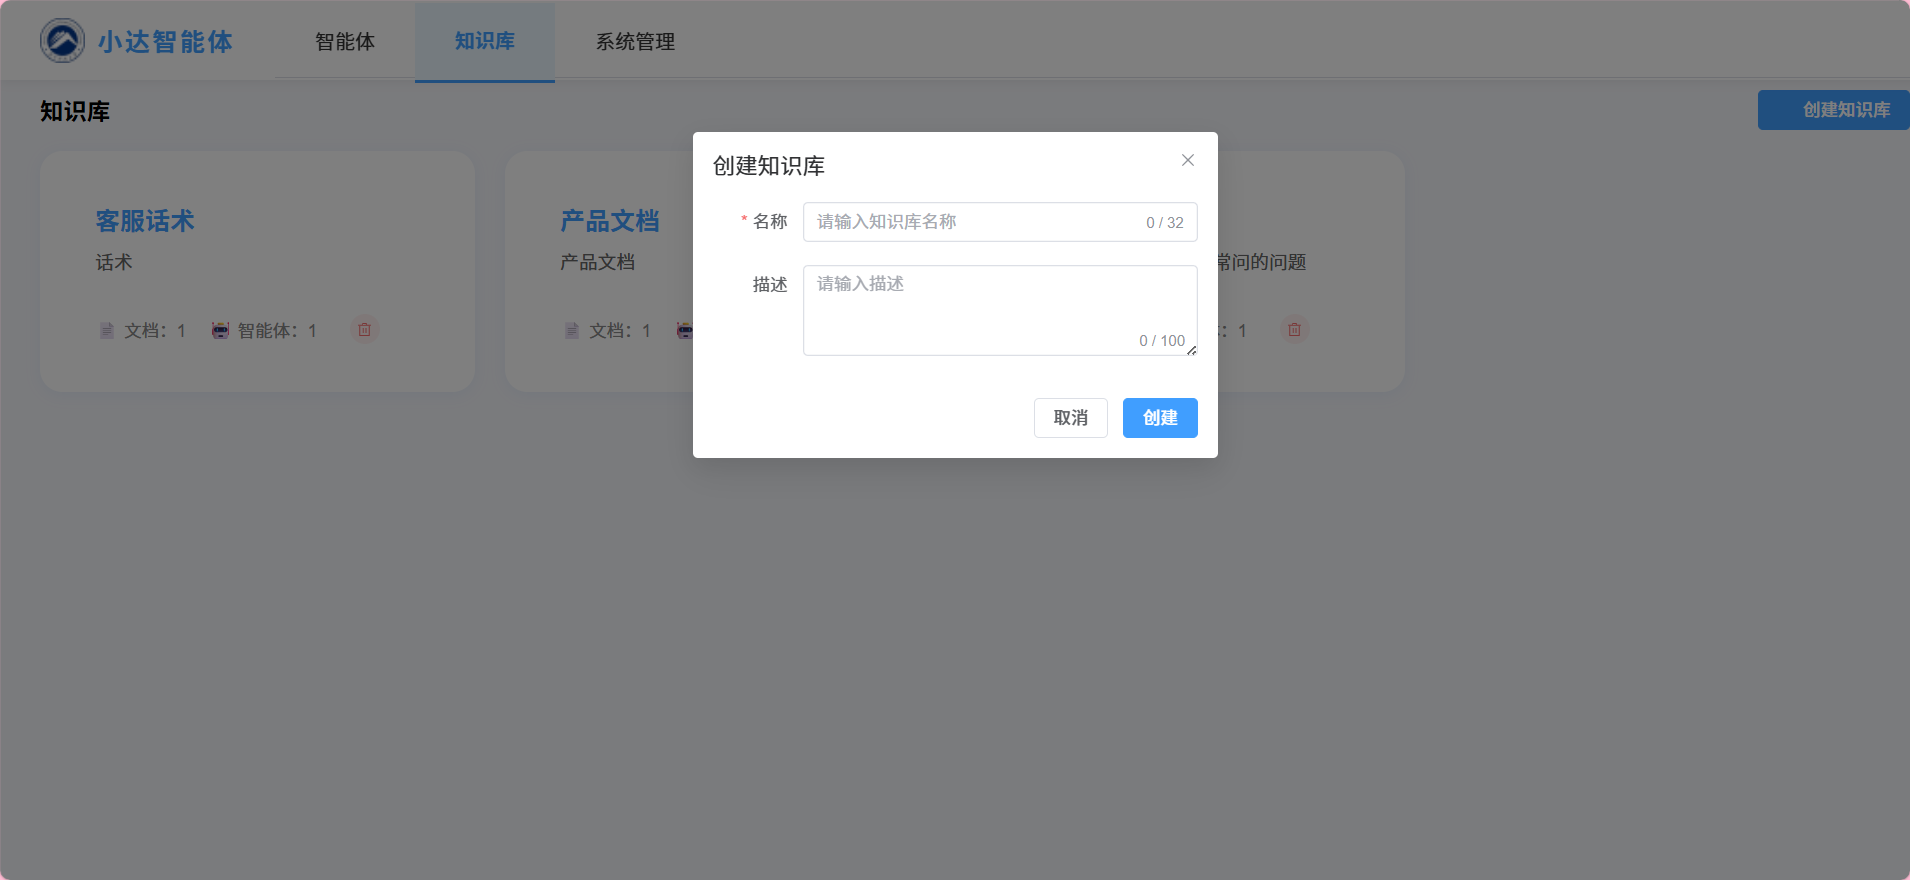 小达智能体
智能体
知识库
系统管理
知识库
创建知识库
客服话术
话术
文档：1
智能体：1
产品文档
产品文档
文档：1
常问的问题
：1
创建知识库
* 名称
请输入知识库名称
0 / 32
描述
请输入描述
0 / 100
取消
创建